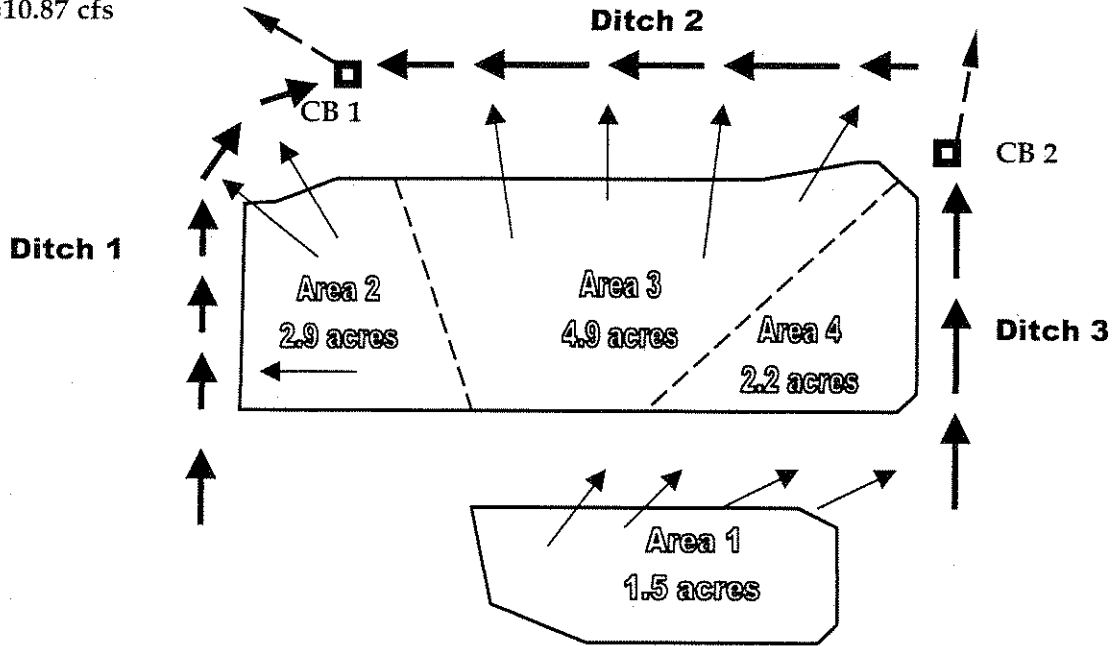 =10.87 cfs
Ditch 2
CB 1
CB 2
Ditch 1
Area 2
2.9 acres
Area 3
4.9 acres
Area 4
2.2 acres
Ditch 3
Area 1
1.5 acres